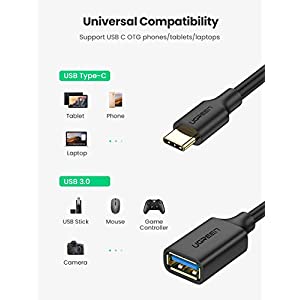 Universal Compatibility
Support USB C OTG phones/tablets/laptops
USB Type-C
Tablet
Phone
Laptop
UGREEN
USB 3.0
USB Stick
Mouse
Game
Controller
Camera
UGREEN